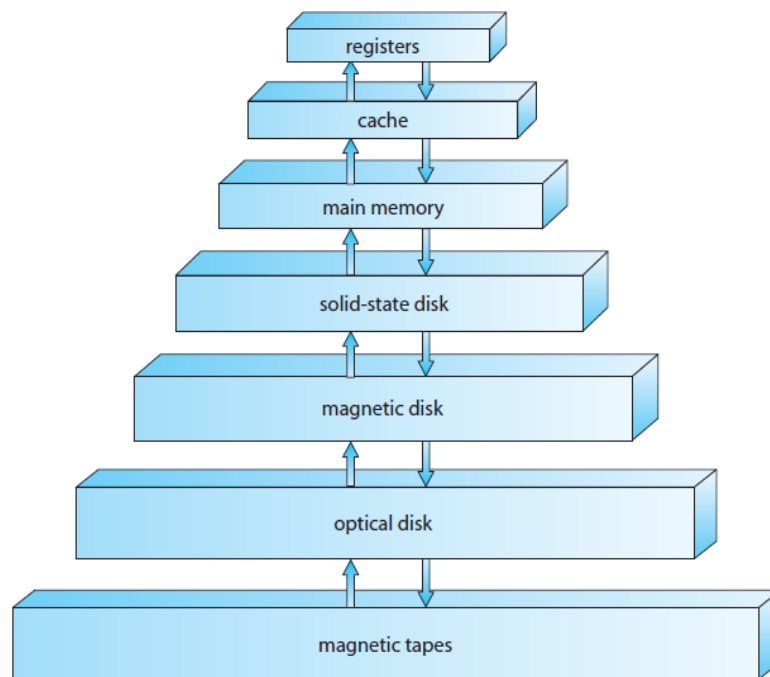 registers
cache
main memory
solid-state disk
magnetic disk
optical disk
magnetic tapes